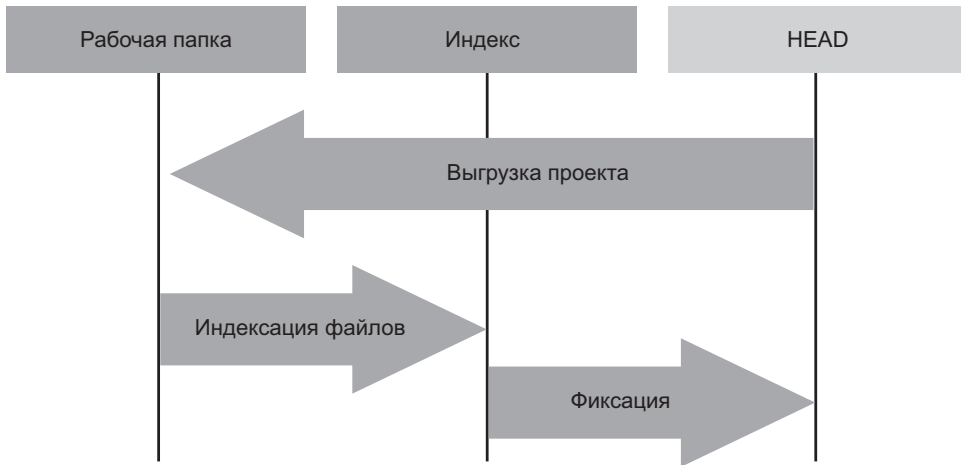 Рабочая папка
Индекс
HEAD
Выгрузка проекта
Индексация файлов
Фиксация